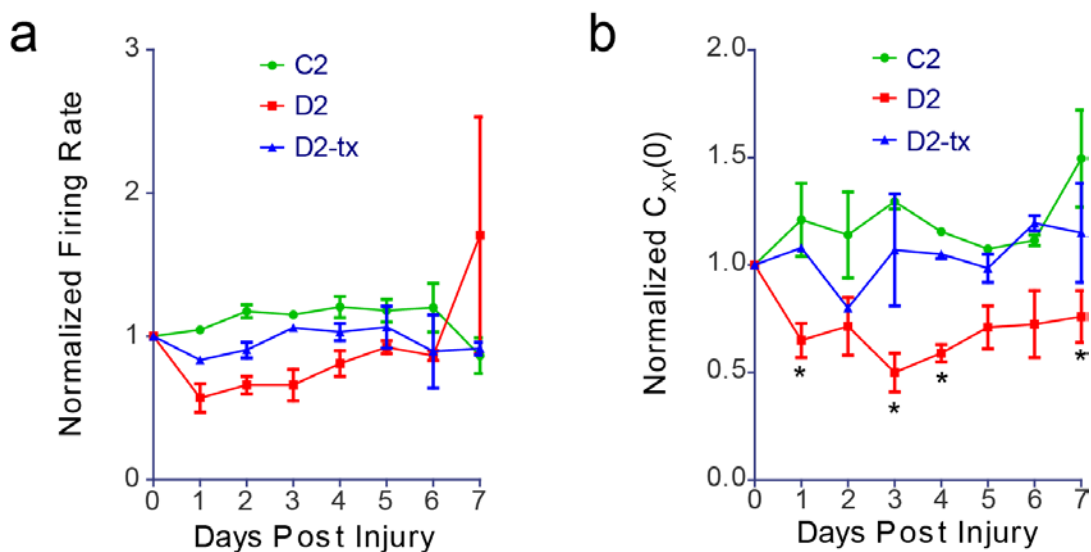 a
3
2
1
0
Normalized Firing Rate
C2
D2
D2-tx
0 1 2 3 4 5 6 7
Days Post Injury
b
2.0
1.5
1.0
0.5
0.0
Normalized CXY(0)
C2
D2
D2-tx
*
*
*
*
0 1 2 3 4 5 6 7
Days Post Injury